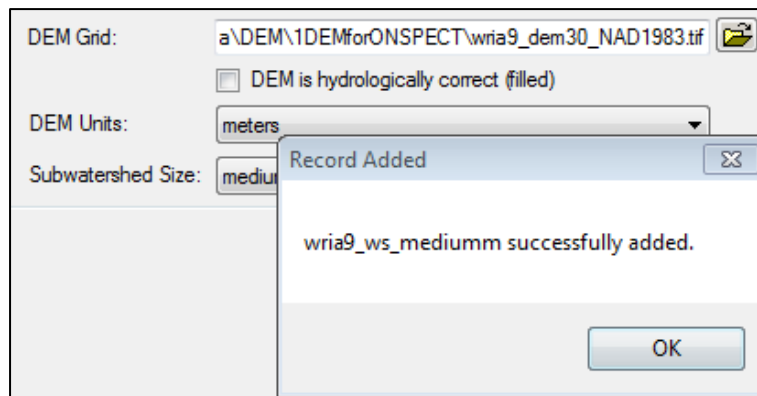 DEM Grid: a\DEM\1DEMforONSPECT\wria9_dem30_NAD1983.tif
DEM is hydrologically correct (filled)
DEM Units: meters
Record Added
Subwatershed Size:
wria9_ws_mediumm successfully added.
OK